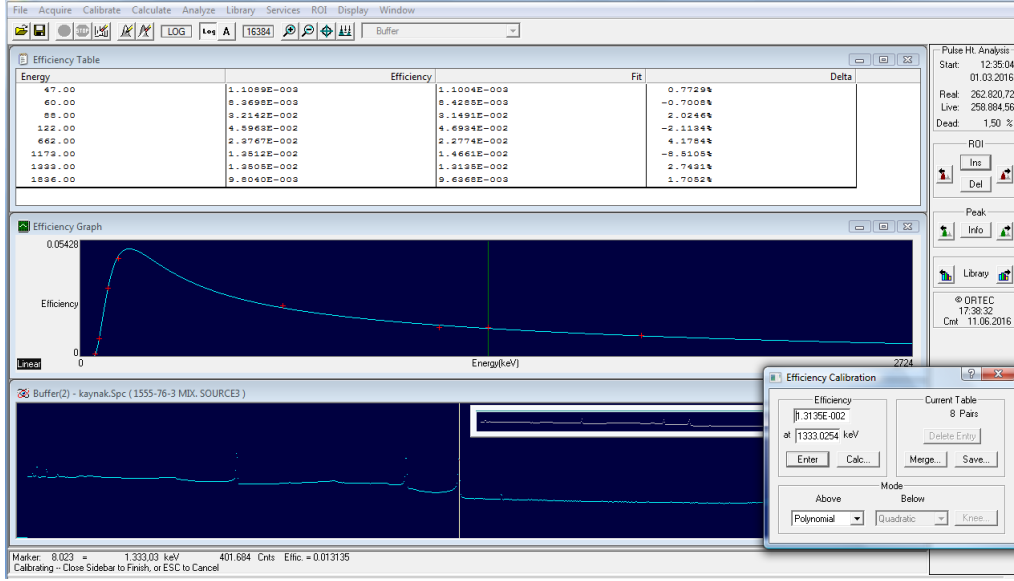 File Acquire Calibrate Calculate Analyze Library Services ROI Display Window
LOG Log A 16384 Buffer
Efficiency Table
Energy Efficiency Fit Delta
47.00 1.1089E-003 1.1004E-003 0.7729%
60.00 8.3698E-003 8.4285E-003 -0.7008%
88.00 3.2142E-002 3.1491E-002 2.0246%
122.00 4.5963E-002 4.6934E-002 -2.1134%
662.00 2.3767E-002 2.2774E-002 4.1784%
1173.00 1.3512E-002 1.4661E-002 -8.5105%
1333.00 1.3505E-002 1.3135E-002 2.7431%
1836.00 9.8040E-003 9.6368E-003 1.7052%
Efficiency Graph
0.05428
Efficiency
0
Linear 0 Energy(keV) 2724
Buffer(2) - kaynak.Spc ( 1555-76-3 MIX. SOURCE3 )
Marker: 8.023 = 1.333,03 keV 401.684 Cnts Effic. = 0.013135
Calibrating -- Close Sidebar to Finish, or ESC to Cancel
Pulse Ht. Analysis
Start: 12:35:04
01.03.2016
Real: 262.820,72
Live: 258.884,56
Dead: 1,50 %
ROI
Ins
Del
Peak
Info
Library
© ORTEC
17:38:32
Cmt 11.06.2016
Efficiency Calibration
Efficiency
1.3135E-002
at 1333.0254 keV
Enter Calc...
Current Table
8 Pairs
Delete Entry
Merge... Save...
Mode
Above Below
Polynomial Quadratic Knee...